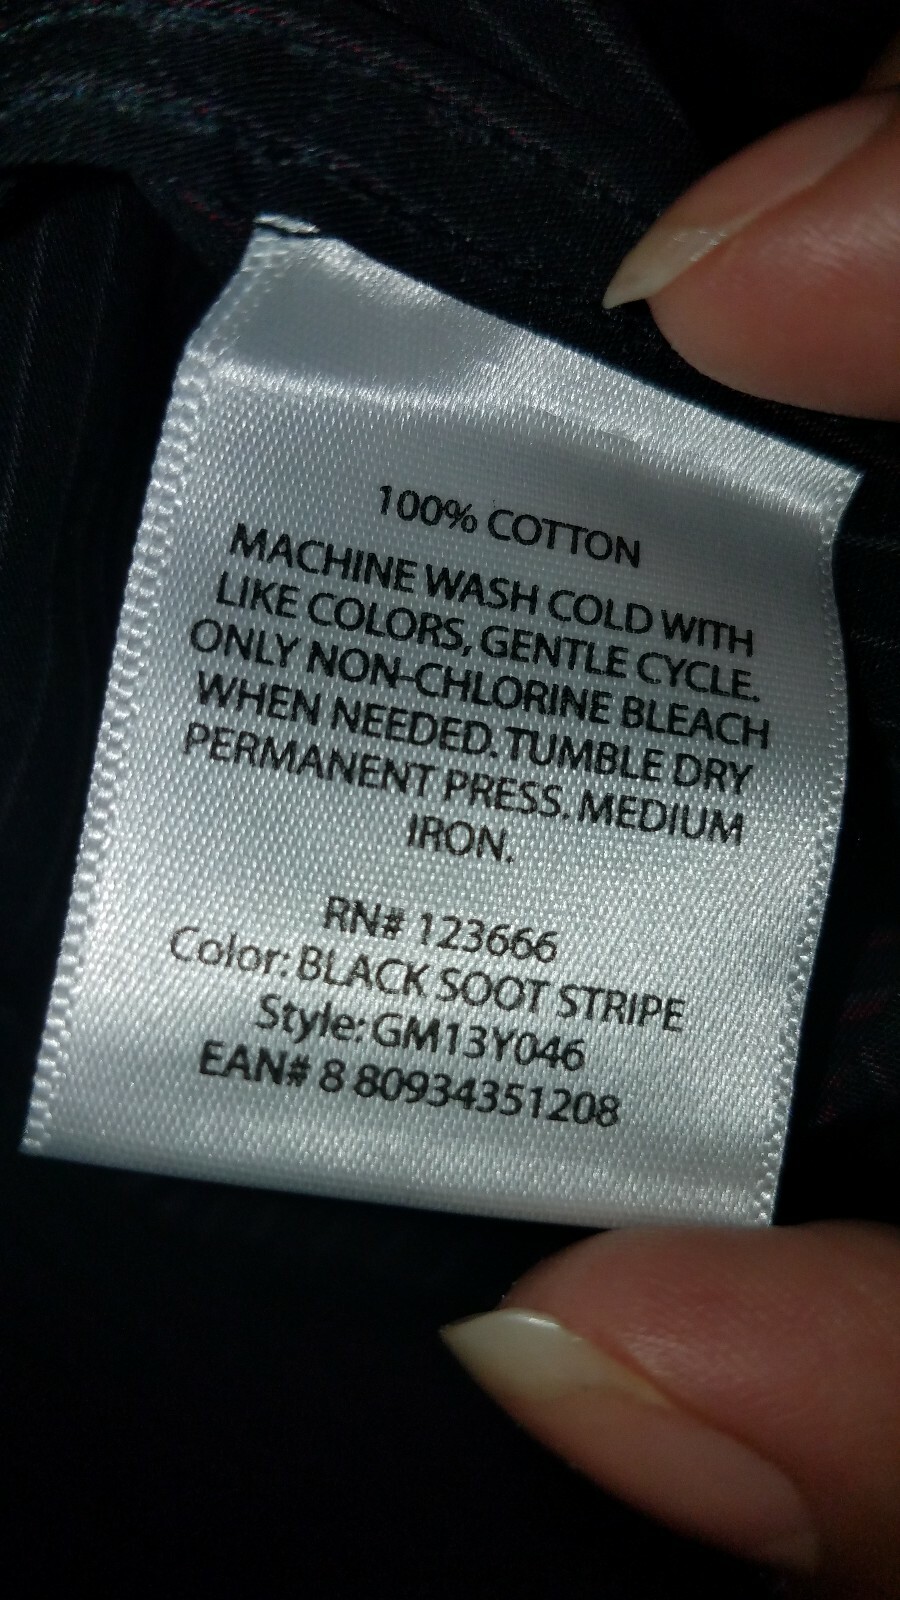 100% COTTON
MACHINE WASH COLD WITH
LIKE COLORS, GENTLE CYCLE.
ONLY NON-CHLORINE BLEACH
WHEN NEEDED. TUMBLE DRY
PERMANENT PRESS. MEDIUM
IRON.
RN# 123666
Color: BLACK SOOT STRIPE
Style: GM13Y046
EAN# 8 80934351208